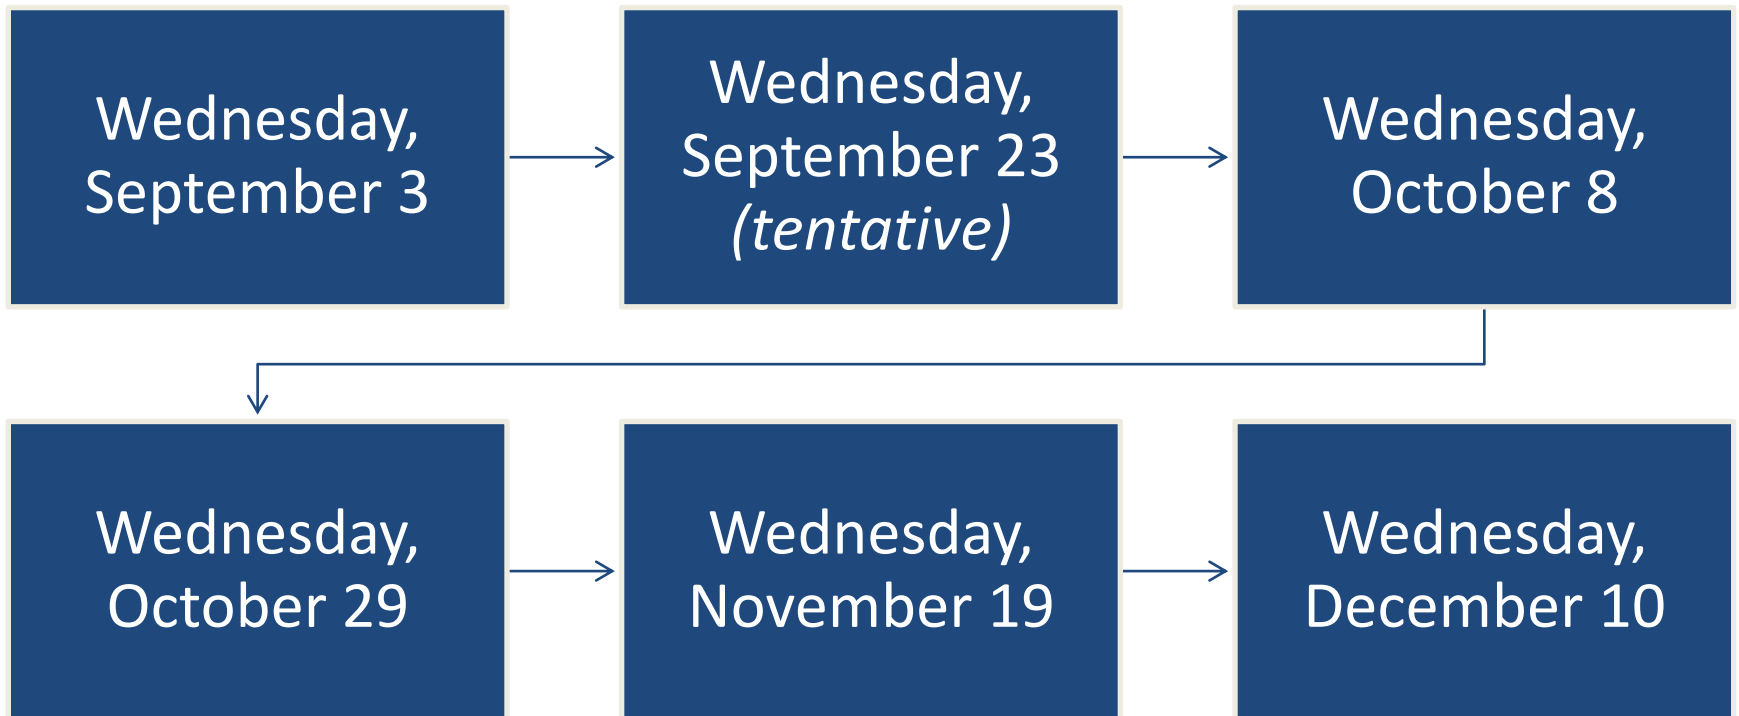 Wednesday,
September 3
Wednesday,
September 23
(tentative)
Wednesday,
October 8
Wednesday,
October 29
Wednesday,
November 19
Wednesday,
December 10